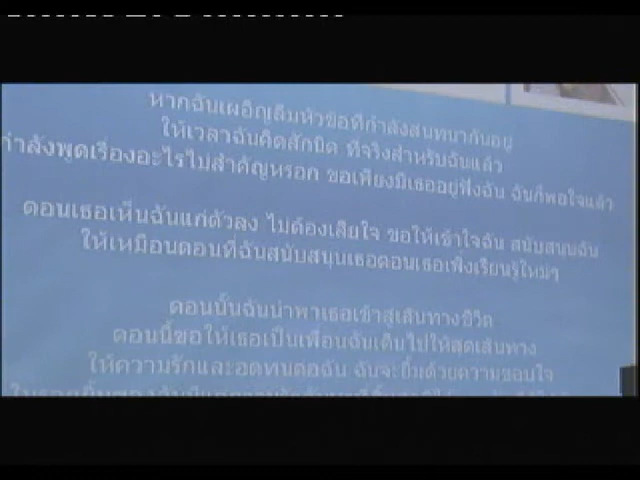 หากฉันเผอิญลืมหัวข้อที่กำลังสนทนากันอยู่
ให้เวลาฉันคิดสักนิด ที่จริงสำหรับฉันแล้ว
กำลังพูดเรื่องอะไรไม่สำคัญหรอก ขอเพียงมีเธออยู่ฟังฉัน ฉันก็พอใจแล้ว
ตอนเธอเห็นฉันแก่ตัวลง ไม่ต้องเสียใจ ขอให้เข้าใจฉัน สนับสนุนฉัน
ให้เหมือนตอนที่ฉันสนับสนุนเธอตอนเธอเพิ่งเรียนรู้ใหม่ๆ
ตอนนั้นฉันนำพาเธอเข้าสู่เส้นทางชีวิต
ตอนนี้ขอให้เธอเป็นเพื่อนฉันเดินไปให้สุดเส้นทาง
ให้ความรักและอดทนต่อฉัน ฉันจะยิ้มด้วยความขอบใจ